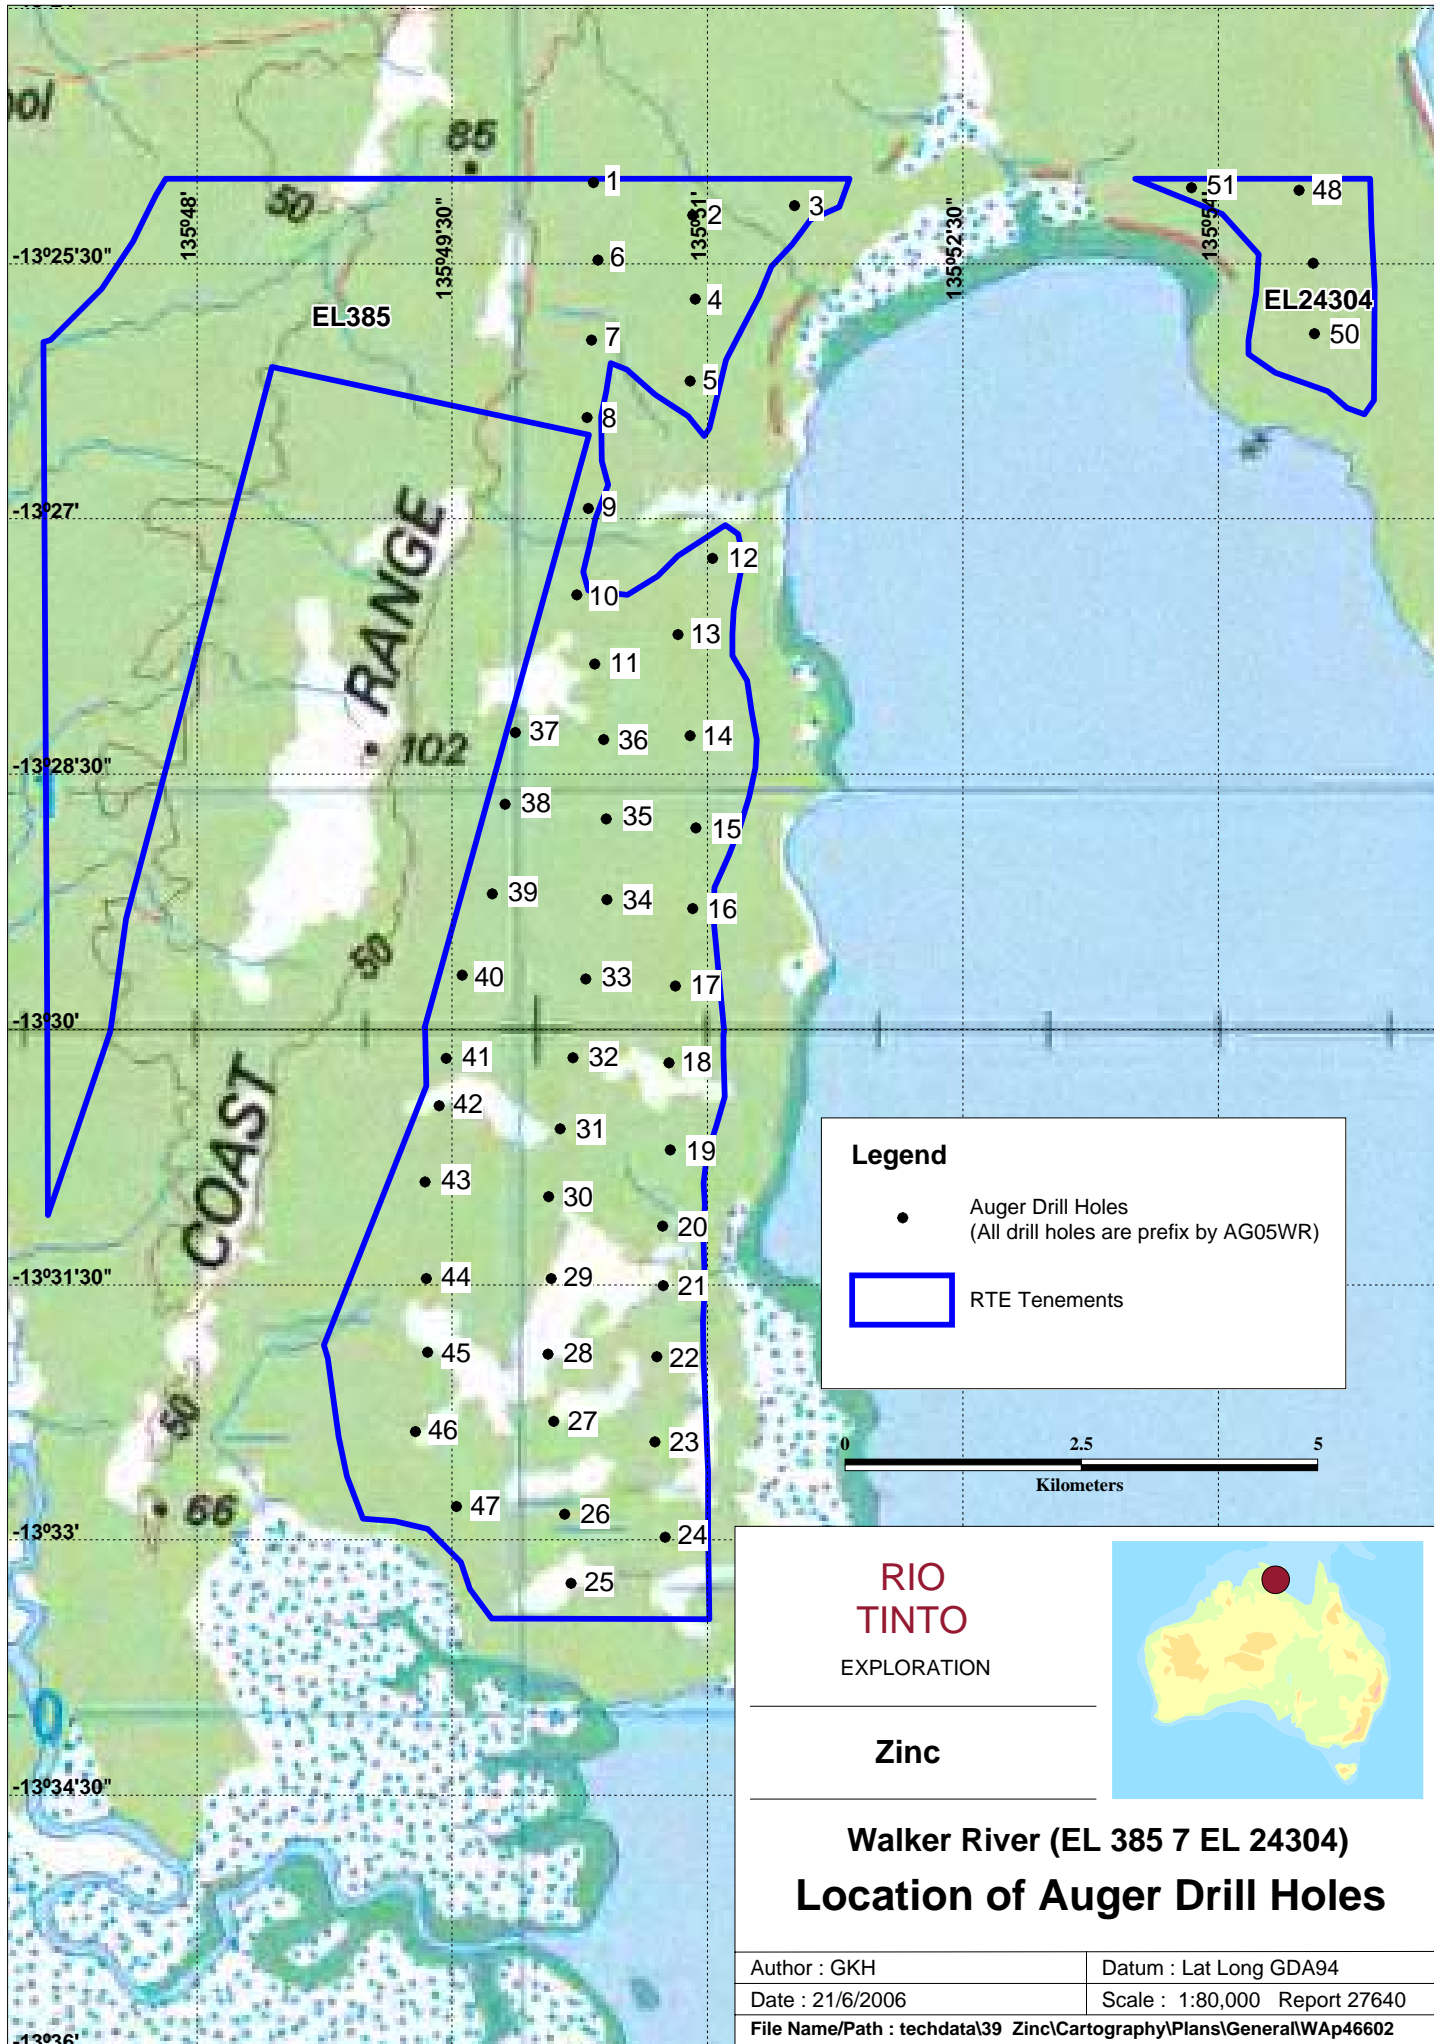 ool
85
50
1
2
3
51
48
135º48'
135º49'30"
135º51'
135º52'30"
135º54'
-13º25'30"
6
4
EL385
EL24304
7
50
5
8
-13º27'
9
12
10
13
11
RANGE
37
36
14
102
-13º28'30"
38
35
15
39
34
16
50
40
33
17
-13º30'
41
32
18
42
31
19
COAST
43
30
20
-13º31'30"
44
29
21
45
28
22
50
46
27
23
66
47
26
24
-13º33'
25
0
-13º34'30"
-13º36'
Legend
Auger Drill Holes
(All drill holes are prefix by AG05WR)
RTE Tenements
0 2.5 5
Kilometers
RIO
TINTO
EXPLORATION
Zinc
Walker River (EL 385 7 EL 24304)
Location of Auger Drill Holes
Author : GKH
Datum : Lat Long GDA94
Date : 21/6/2006
Scale : 1:80,000 Report 27640
File Name/Path : techdata\39 Zinc\Cartography\Plans\General\WAp46602